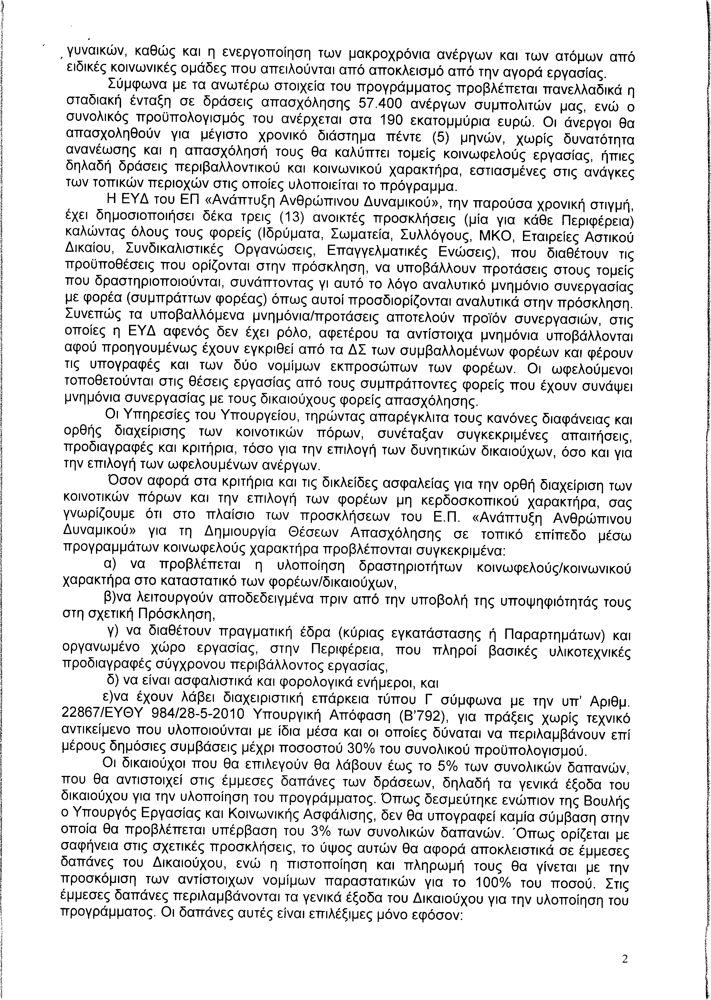 γυναικών, καθώς και η ενεργοποίηση των μακροχρόνια ανέργων και των ατόμων από
ειδικές κοινωνικές ομάδες που απειλούνται από αποκλεισμό από την αγορά εργασίας.
Σύμφωνα με τα ανωτέρω στοιχεία του προγράμματος προβλέπεται πανελλαδικά η
σταδιακή ένταξη σε δράσεις απασχόλησης 57.400 ανέργων συμπολιτών μας, ενώ ο
συνολικός προϋπολογισμός του ανέρχεται στα 190 εκατομμύρια ευρώ. Οι άνεργοι θα
απασχοληθούν για μέγιστο χρονικό διάστημα πέντε (5) μηνών, χωρίς δυνατότητα
ανανέωσης και η απασχόλησή τους θα καλύπτει τομείς κοινωφελούς εργασίας, ήπιες
δηλαδή δράσεις περιβαλλοντικού και κοινωνικού χαρακτήρα, εστιασμένες στις ανάγκες
των τοπικών περιοχών στις οποίες υλοποιείται το πρόγραμμα.
Η ΕΥΔ του ΕΠ «Ανάπτυξη Ανθρώπινου Δυναμικού», την παρούσα χρονική στιγμή,
έχει δημοσιοποιήσει δέκα τρεις (13) ανοικτές προσκλήσεις (μία για κάθε Περιφέρεια)
καλώντας όλους τους φορείς (Ιδρύματα, Σωματεία, Συλλόγους, ΜΚΟ, Εταιρείες Αστικού
Δικαίου, Συνδικαλιστικές Οργανώσεις, Επαγγελματικές Ενώσεις), που διαθέτουν τις
προϋποθέσεις που ορίζονται στην πρόσκληση, να υποβάλλουν προτάσεις στους τομείς
που δραστηριοποιούνται, συνάπτοντας γι αυτό το λόγο αναλυτικό μνημόνιο συνεργασίας
με φορέα (συμπράττων φορέας) όπως αυτοί προσδιορίζονται αναλυτικά στην πρόσκληση.
Συνεπώς τα υποβαλλόμενα μνημόνια/προτάσεις αποτελούν προϊόν συνεργασιών, στις
οποίες η ΕΥΔ αφενός δεν έχει ρόλο, αφετέρου τα αντίστοιχα μνημόνια υποβάλλονται
αφού προηγουμένως έχουν εγκριθεί από τα ΔΣ των συμβαλλομένων φορέων και φέρουν
τις υπογραφές και των δύο νομίμων εκπροσώπων των φορέων. Οι ωφελούμενοι
τοποθετούνται στις θέσεις εργασίας από τους συμπράττοντες φορείς που έχουν συνάψει
μνημόνια συνεργασίας με τους δικαιούχους φορείς απασχόλησης.
Οι Υπηρεσίες του Υπουργείου, τηρώντας απαρέγκλιτα τους κανόνες διαφάνειας και
ορθής διαχείρισης των κοινοτικών πόρων, συνέταξαν συγκεκριμένες απαιτήσεις,
προδιαγραφές και κριτήρια, τόσο για την επιλογή των δυνητικών δικαιούχων, όσο και για
την επιλογή των ωφελουμένων ανέργων.
Όσον αφορά στα κριτήρια και τις δικλείδες ασφαλείας για την ορθή διαχείριση των
κοινοτικών πόρων και την επιλογή των φορέων μη κερδοσκοπικού χαρακτήρα, σας
γνωρίζουμε ότι στο πλαίσιο των προσκλήσεων του Ε.Π. «Ανάπτυξη Ανθρώπινου
Δυναμικού» για τη Δημιουργία Θέσεων Απασχόλησης σε τοπικό επίπεδο μέσω
προγραμμάτων κοινωφελούς χαρακτήρα προβλέπονται συγκεκριμένα:
α) να προβλέπεται η υλοποίηση δραστηριοτήτων κοινωφελούς/κοινωνικού
χαρακτήρα στο καταστατικό των φορέων/δικαιούχων,
β)να λειτουργούν αποδεδειγμένα πριν από την υποβολή της υποψηφιότητάς τους
στη σχετική Πρόσκληση,
γ) να διαθέτουν πραγματική έδρα (κύριας εγκατάστασης ή Παραρτημάτων) και
οργανωμένο χώρο εργασίας, στην Περιφέρεια, που πληροί βασικές υλικοτεχνικές
προδιαγραφές σύγχρονου περιβάλλοντος εργασίας,
δ) να είναι ασφαλιστικά και φορολογικά ενήμεροι, και
ε)να έχουν λάβει διαχειριστική επάρκεια τύπου Γ σύμφωνα με την υπ' Αριθμ.
22867/ΕΥΘΥ 984/28-5-2010 Υπουργική Απόφαση (Β'792), για πράξεις χωρίς τεχνικό
αντικείμενο που υλοποιούνται με ίδια μέσα και οι οποίες δύναται να περιλαμβάνουν επί
μέρους δημόσιες συμβάσεις μέχρι ποσοστού 30% του συνολικού προϋπολογισμού.
Οι δικαιούχοι που θα επιλεγούν θα λάβουν έως το 5% των συνολικών δαπανών,
που θα αντιστοιχεί στις έμμεσες δαπάνες των δράσεων, δηλαδή τα γενικά έξοδα του
δικαιούχου για την υλοποίηση του προγράμματος. Όπως δεσμεύτηκε ενώπιον της Βουλής
ο Υπουργός Εργασίας και Κοινωνικής Ασφάλισης, δεν θα υπογραφεί καμία σύμβαση στην
οποία θα προβλέπεται υπέρβαση του 3% των συνολικών δαπανών. Όπως ορίζεται με
σαφήνεια στις σχετικές προσκλήσεις, το ύψος αυτών θα αφορά αποκλειστικά σε έμμεσες
δαπάνες του Δικαιούχου, ενώ η πιστοποίηση και πληρωμή τους θα γίνεται με την
προσκόμιση των αντίστοιχων νομίμων παραστατικών για το 100% του ποσού. Στις
έμμεσες δαπάνες περιλαμβάνονται τα γενικά έξοδα του Δικαιούχου για την υλοποίηση του
προγράμματος. Οι δαπάνες αυτές είναι επιλέξιμες μόνο εφόσον:
2